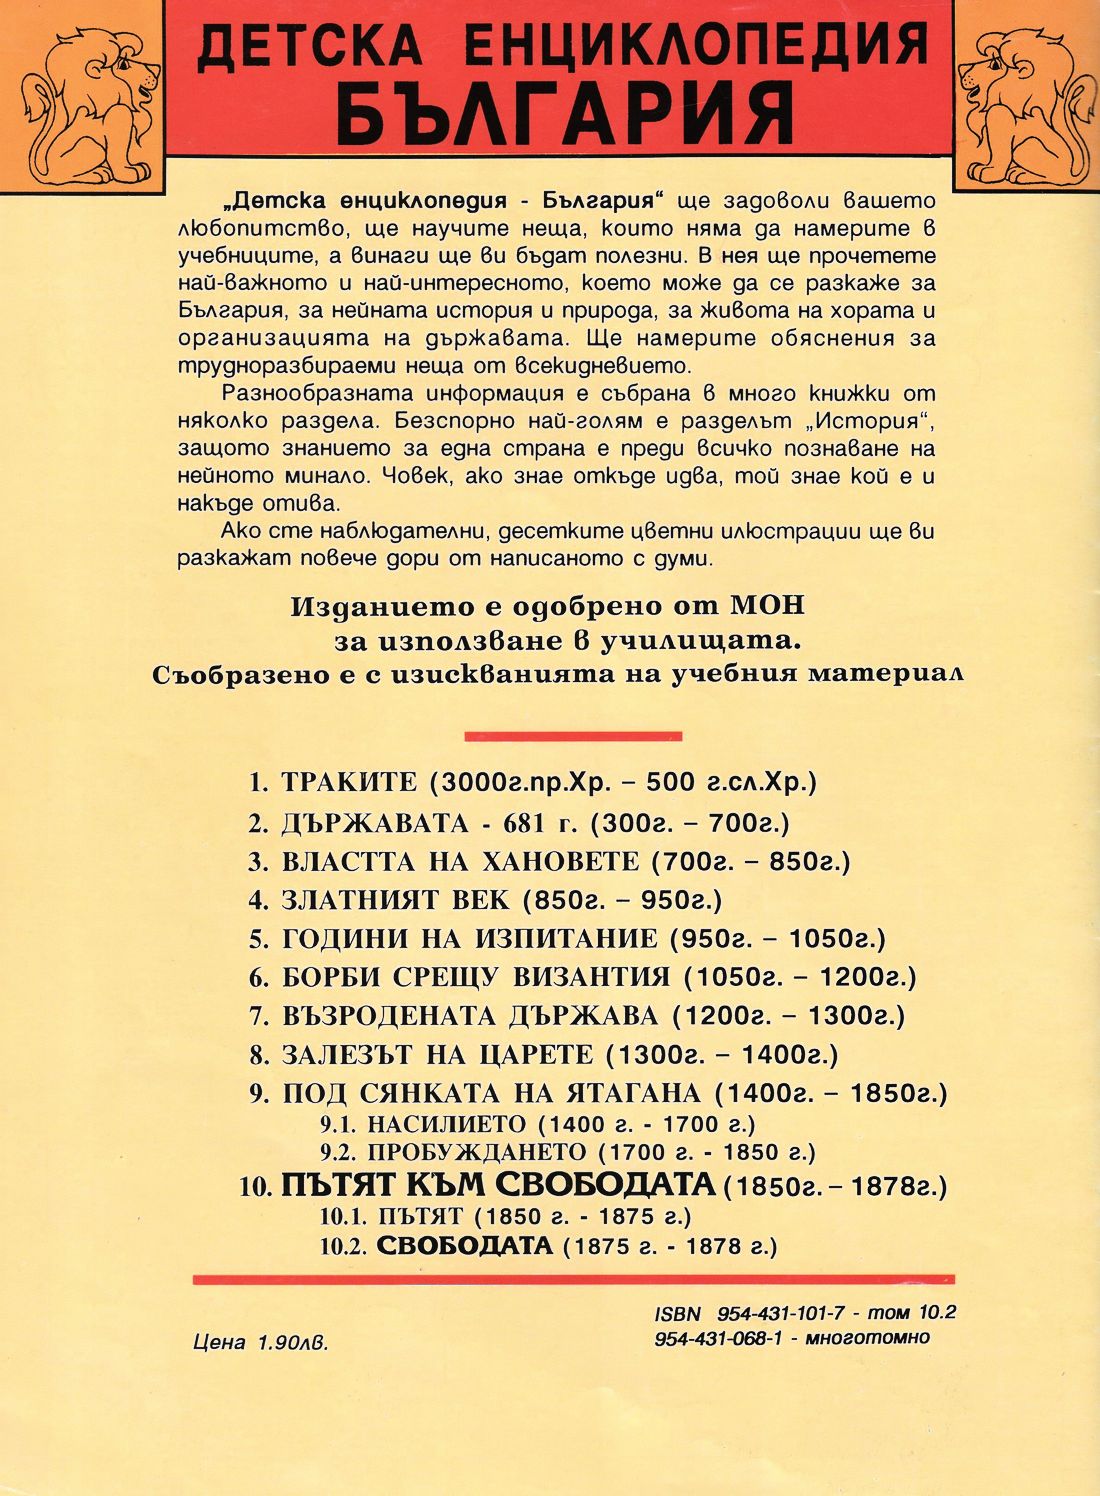 ДЕТСКА ЕНЦИКЛОПЕДИЯ
БЪЛГАРИЯ
„Детска енциклопедия - България“ ще задоволи вашето
любопитство, ще научите неща, които няма да намерите в
учебниците, а винаги ще ви бъдат полезни. В нея ще прочетете
най-важното и най-интересното, което може да се разкаже за
България, за нейната история и природа, за живота на хората и
организацията на държавата. Ще намерите обяснения за
трудноразбираеми неща от всекидневието.
Разнообразната информация е събрана в много книжки от
няколко раздела. Безспорно най-голям е разделът „История“,
защото знанието за една страна е преди всичко познаване на
нейното минало. Човек, ако знае откъде идва, той знае кой е и
накъде отива.
Ако сте наблюдателни, десетките цветни илюстрации ще ви
разкажат повече дори от написаното с думи.
Изданието е одобрено от МОН
за използване в училищата.
Съобразено е с изискванията на учебния материал
1. ТРАКИТЕ (3000г.пр.Хр. – 500 г.сл.Хр.)
2. ДЪРЖАВАТА - 681 г. (300г. – 700г.)
3. ВЛАСТТА НА ХАНОВЕТЕ (700г. – 850г.)
4. ЗЛАТНИЯТ ВЕК (850г. – 950г.)
5. ГОДИНИ НА ИЗПИТАНИЕ (950г. – 1050г.)
6. БОРБИ СРЕЩУ ВИЗАНТИЯ (1050г. – 1200г.)
7. ВЪЗРОДЕНАТА ДЪРЖАВА (1200г. – 1300г.)
8. ЗАЛЕЗЪТ НА ЦАРЕТЕ (1300г. – 1400г.)
9. ПОД СЯНКАТА НА ЯТАГАНА (1400г. – 1850г.)
9.1. НАСИЛИЕТО (1400 г. - 1700 г.)
9.2. ПРОБУЖДАНЕТО (1700 г. - 1850 г.)
10. ПЪТЯТ КЪМ СВОБОДАТА (1850г. – 1878г.)
10.1. ПЪТЯТ (1850 г. - 1875 г.)
10.2. СВОБОДАТА (1875 г. - 1878 г.)
ISBN 954-431-101-7 - том 10.2
Цена 1.90лв.
954-431-068-1 - многотомно